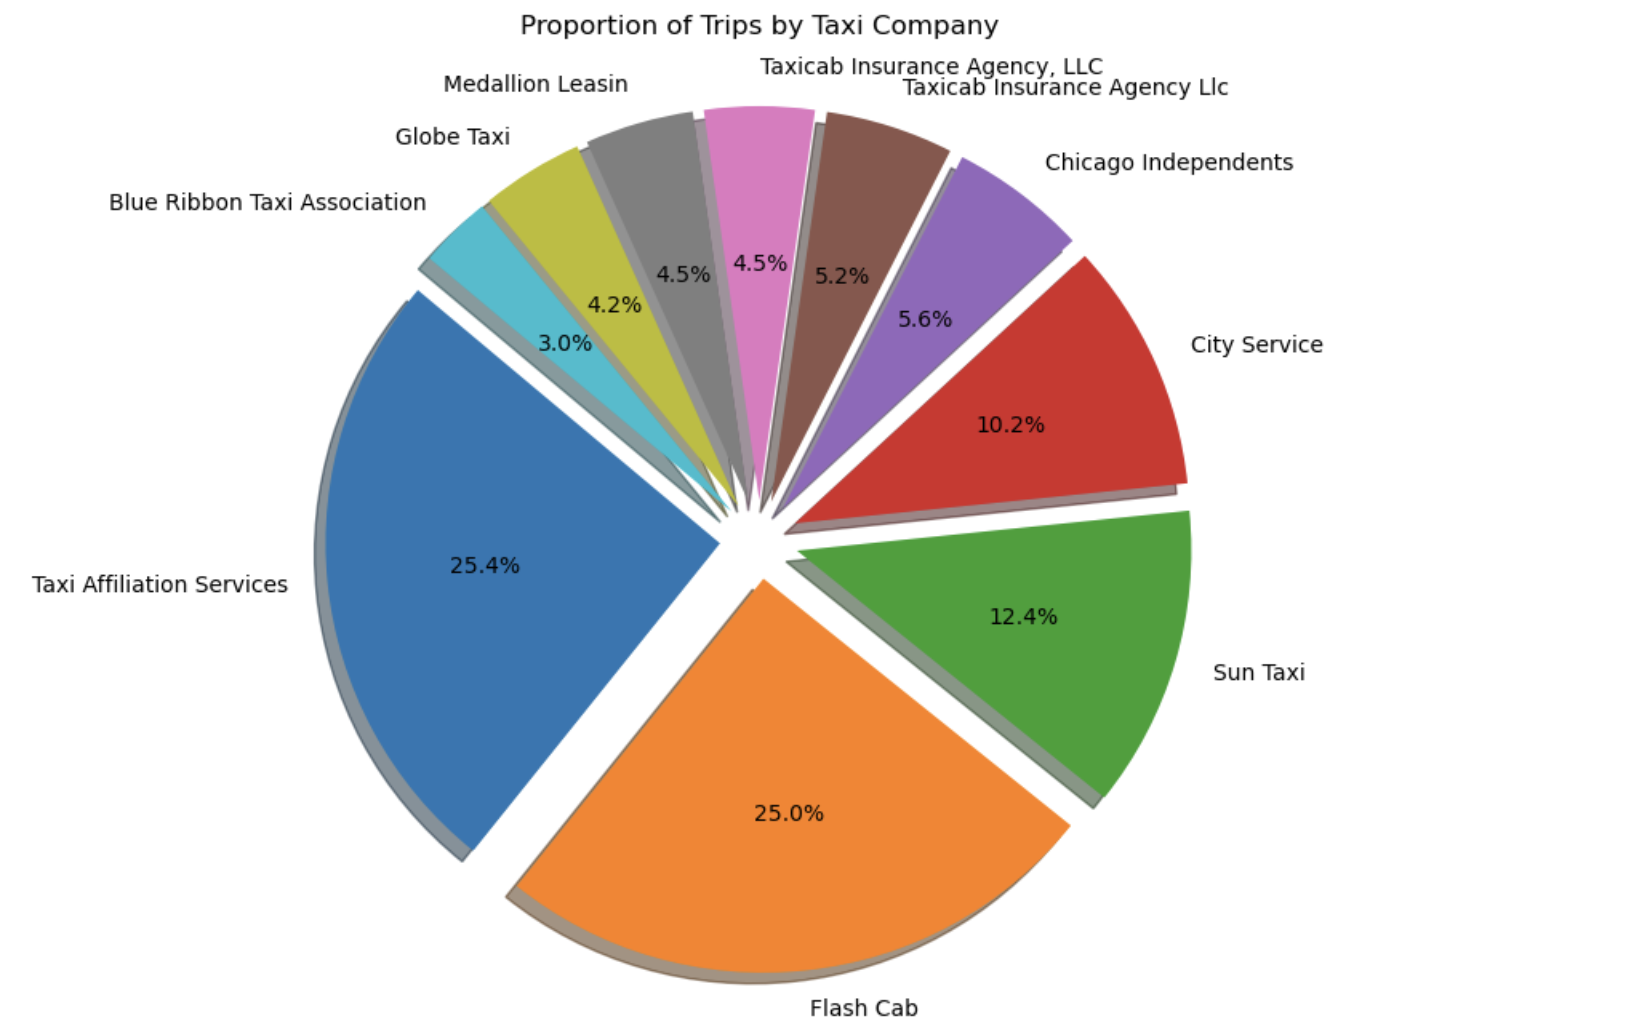 Proportion of Trips by Taxi Company
Taxicab Insurance Agency, LLC
Medallion Leasin
Taxicab Insurance Agency Llc
Globe Taxi
Chicago Independents
Blue Ribbon Taxi Association
4.5%
4.5%
5.2%
4.2%
5.6%
3.0%
City Service
10.2%
25.4%
Taxi Affiliation Services
12.4%
Sun Taxi
25.0%
Flash Cab